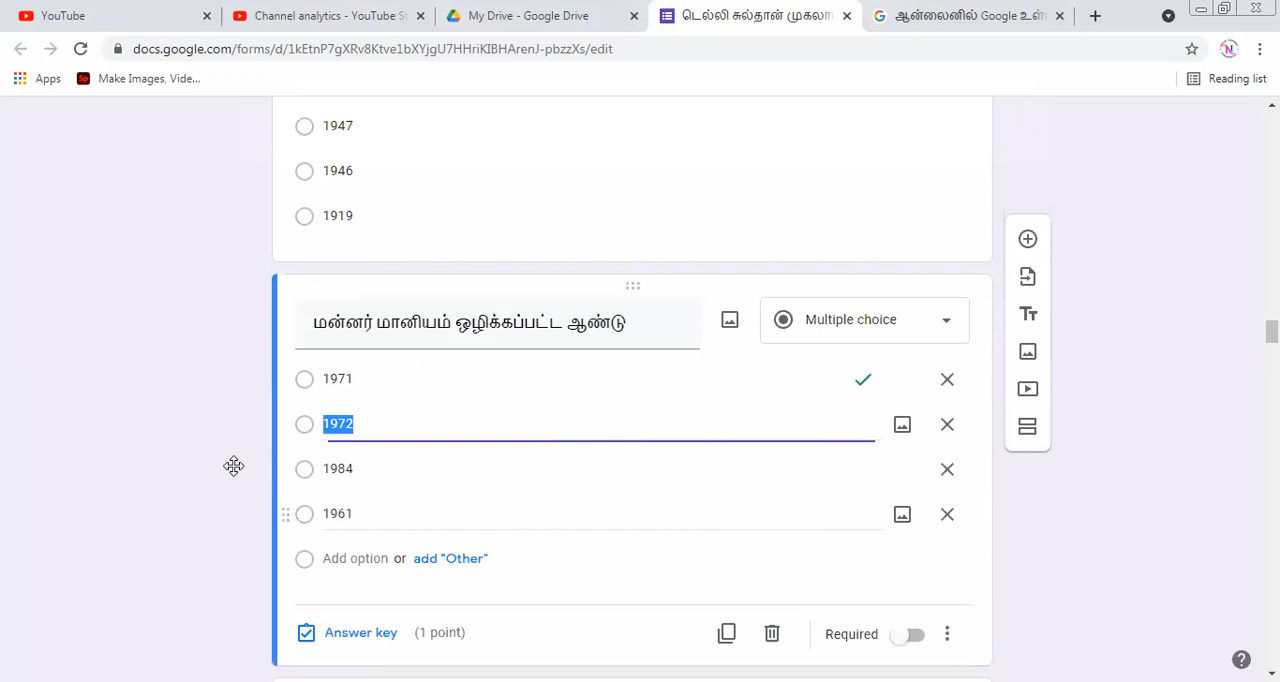 YouTube
Channel analytics - YouTube
My Drive - Google Drive
டெல்லி சுல்தான் முகலா
ஆன்லைனில் Google உள்
docs.google.com/forms/d/1kEtnP7gXRv8Ktve1bXYjgU7HHriKIBHArenJ-pbzzXs/edit
Apps
Sp
Make Images, Vide...
Reading list
1947
1946
1919
மன்னர் மானியம் ஒழிக்கப்பட்ட ஆண்டு
Multiple choice
1971
1972
1984
1961
Add option or add "Other"
Answer key (1 point)
Required